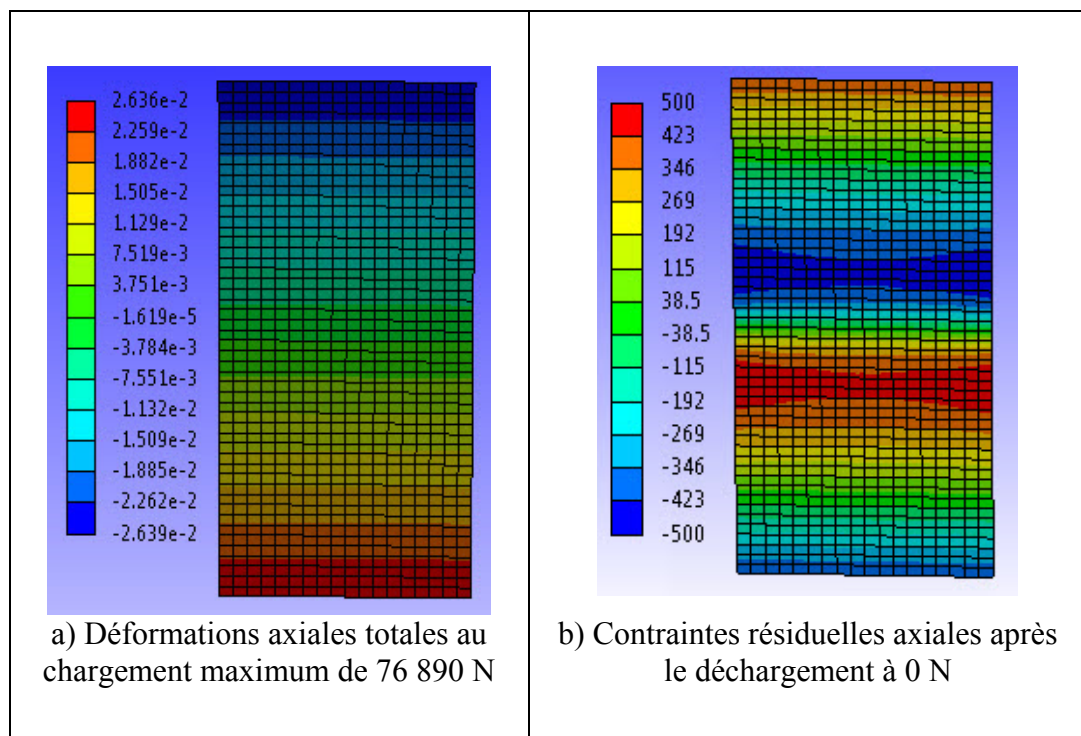 2.636e-2
2.259e-2
1.882e-2
1.505e-2
1.129e-2
7.519e-3
3.751e-3
-1.619e-5
-3.784e-3
-7.551e-3
-1.132e-2
-1.509e-2
-1.885e-2
-2.262e-2
-2.639e-2
a) Déformations axiales totales au
chargement maximum de 76 890 N
500
423
346
269
192
115
38.5
-38.5
-115
-192
-269
-346
-423
-500
b) Contraintes résiduelles axiales après
le déchargement à 0 N